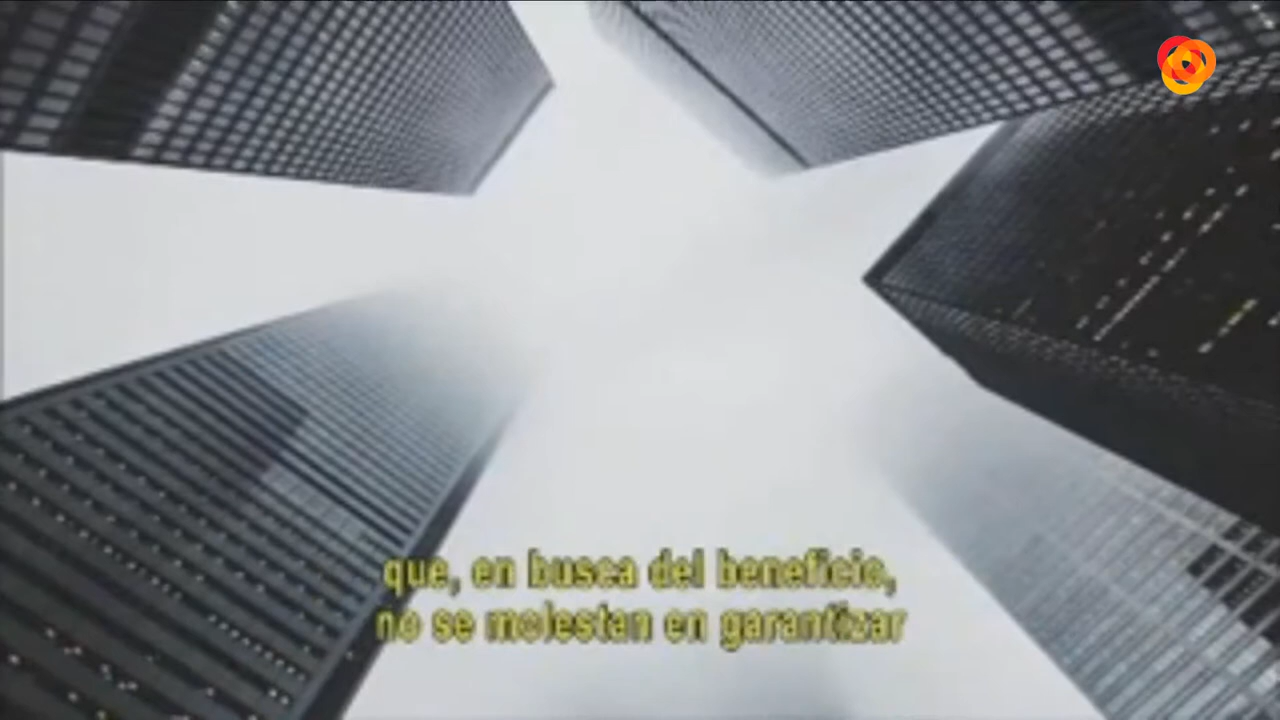 que, en busca del beneficio,
no se molestan en garantizar